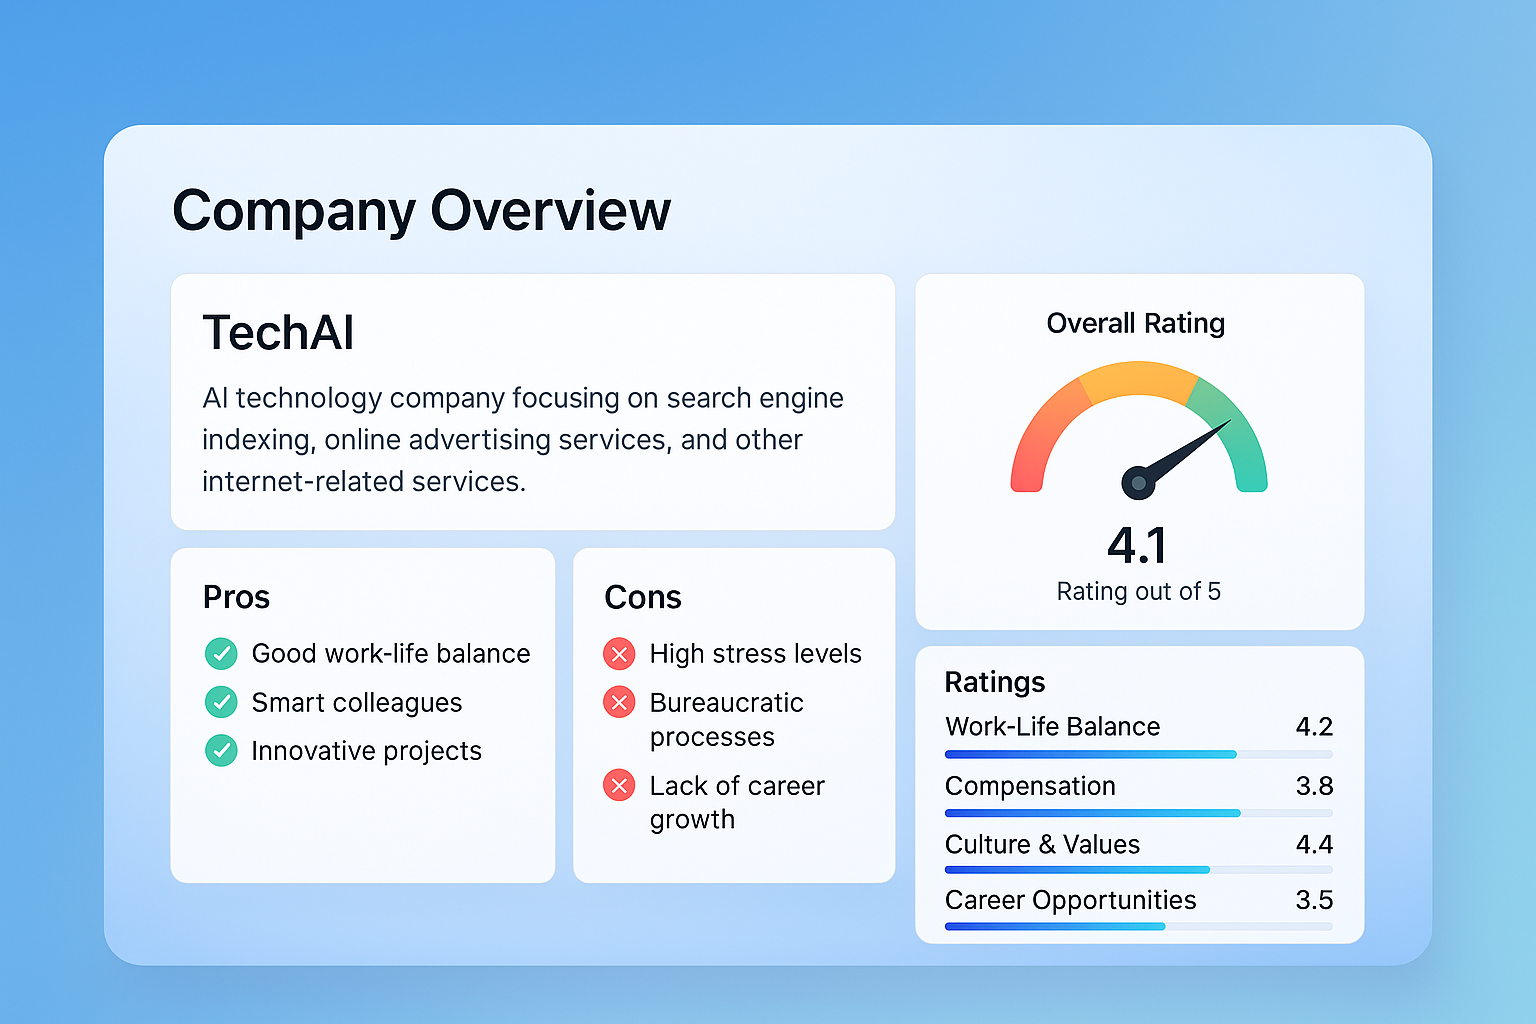 Company Overview
TechAI
AI technology company focusing on search engine
indexing, online advertising services, and other
internet-related services.
Pros
Good work-life balance
Smart colleagues
Innovative projects
Cons
High stress levels
Bureaucratic
processes
Lack of career
growth
Overall Rating
4.1
Rating out of 5
Ratings
Work-Life Balance 4.2
Compensation 3.8
Culture & Values 4.4
Career Opportunities 3.5